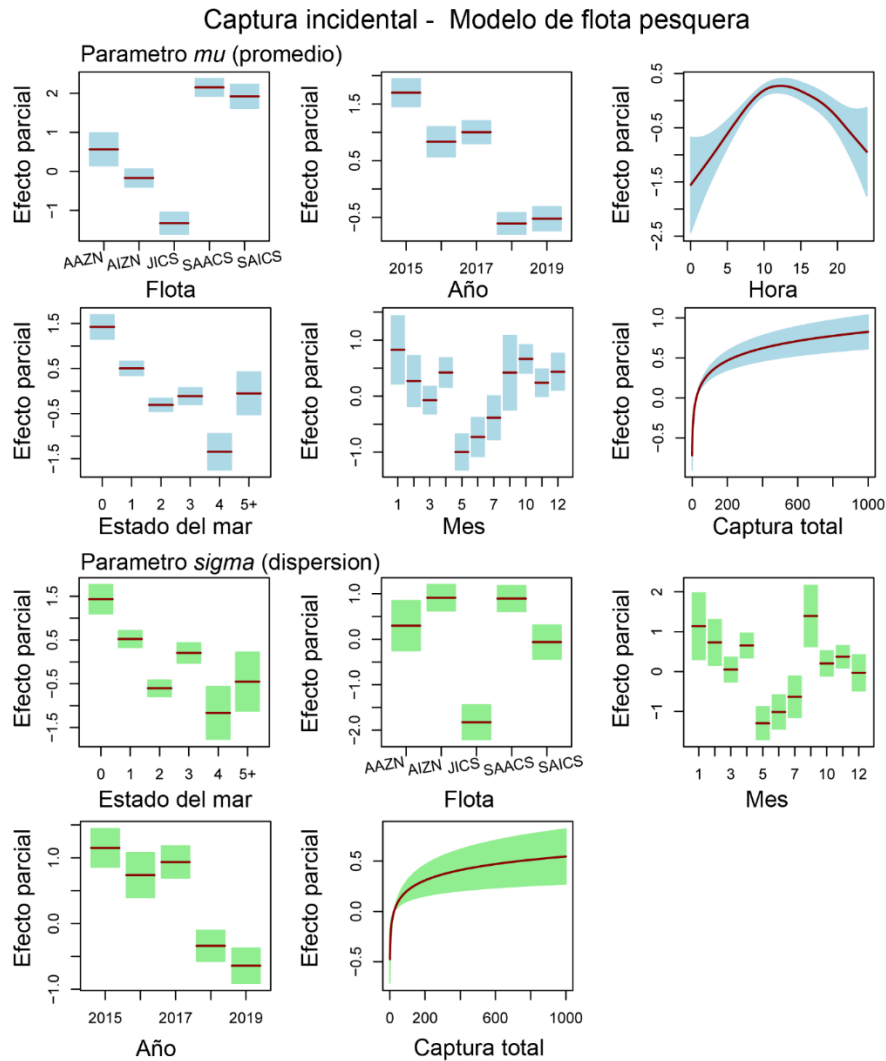 Captura incidental - Modelo de flota pesquera
Parametro mu (promedio)
Efecto parcial
2
1
0
−1
AAZN AIZN JICS SAACS SAICS
Flota
Efecto parcial
1.5
0.5
−0.5
2015 2017 2019
Año
Efecto parcial
0.5
−0.5
−1.5
−2.5
0 5 10 15 20
Hora
Efecto parcial
1.5
0.5
−0.5
−1.5
0 1 2 3 4 5+
Estado del mar
Efecto parcial
1.0
0.0
−1.0
1 3 5 7 10 12
Mes
Efecto parcial
1.0
0.5
0.0
−0.5
0 200 600 1000
Captura total
Parametro sigma (dispersion)
Efecto parcial
1.5
0.5
−0.5
−1.5
0 1 2 3 4 5+
Estado del mar
Efecto parcial
1.0
0.0
−1.0
−2.0
AAZN AIZN JICS SAACS SAICS
Flota
Efecto parcial
2
1
0
−1
1 3 5 7 10 12
Mes
Efecto parcial
1.0
0.0
−1.0
2015 2017 2019
Año
Efecto parcial
0.5
0.0
−0.5
0 200 600 1000
Captura total